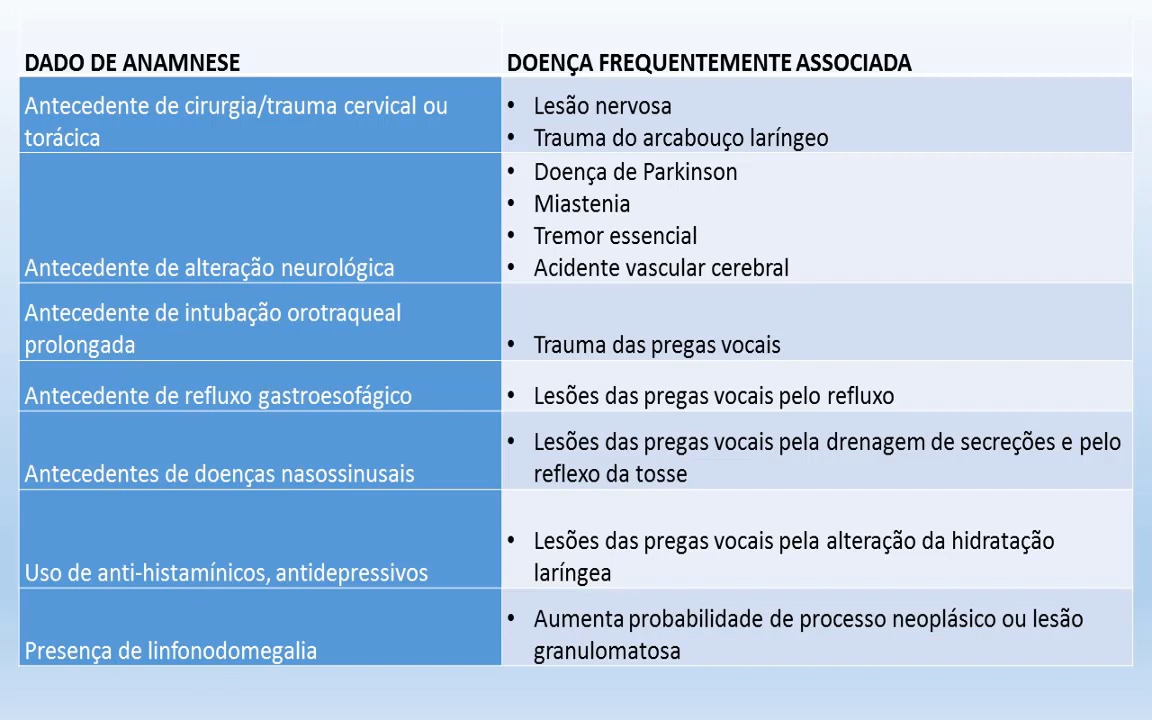 DADO DE ANAMNESE
DOENÇA FREQUENTEMENTE ASSOCIADA
Antecedente de cirurgia/trauma cervical ou
torácica
• Lesão nervosa
• Trauma do arcabouço laríngeo
Antecedente de alteração neurológica
• Doença de Parkinson
• Miastenia
• Tremor essencial
• Acidente vascular cerebral
Antecedente de intubação orotraqueal
prolongada
• Trauma das pregas vocais
Antecedente de refluxo gastroesofágico
• Lesões das pregas vocais pelo refluxo
Antecedentes de doenças nasossinusais
• Lesões das pregas vocais pela drenagem de secreções e pelo
reflexo da tosse
Uso de anti-histamínicos, antidepressivos
• Lesões das pregas vocais pela alteração da hidratação
laríngea
Presença de linfonodomegalia
• Aumenta probabilidade de processo neoplásico ou lesão
granulomatosa